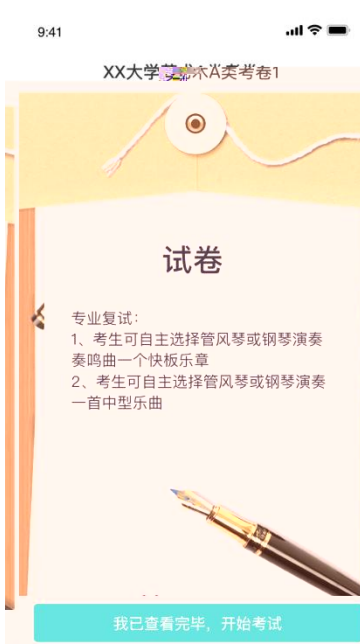 9:41
XX大学
A类考卷1
试卷
专业复试：
1、考生可自主选择管风琴或钢琴演奏
奏鸣曲一个快板乐章
2、考生可自主选择管风琴或钢琴演奏
一首中型乐曲
我已查看完毕，开始考试